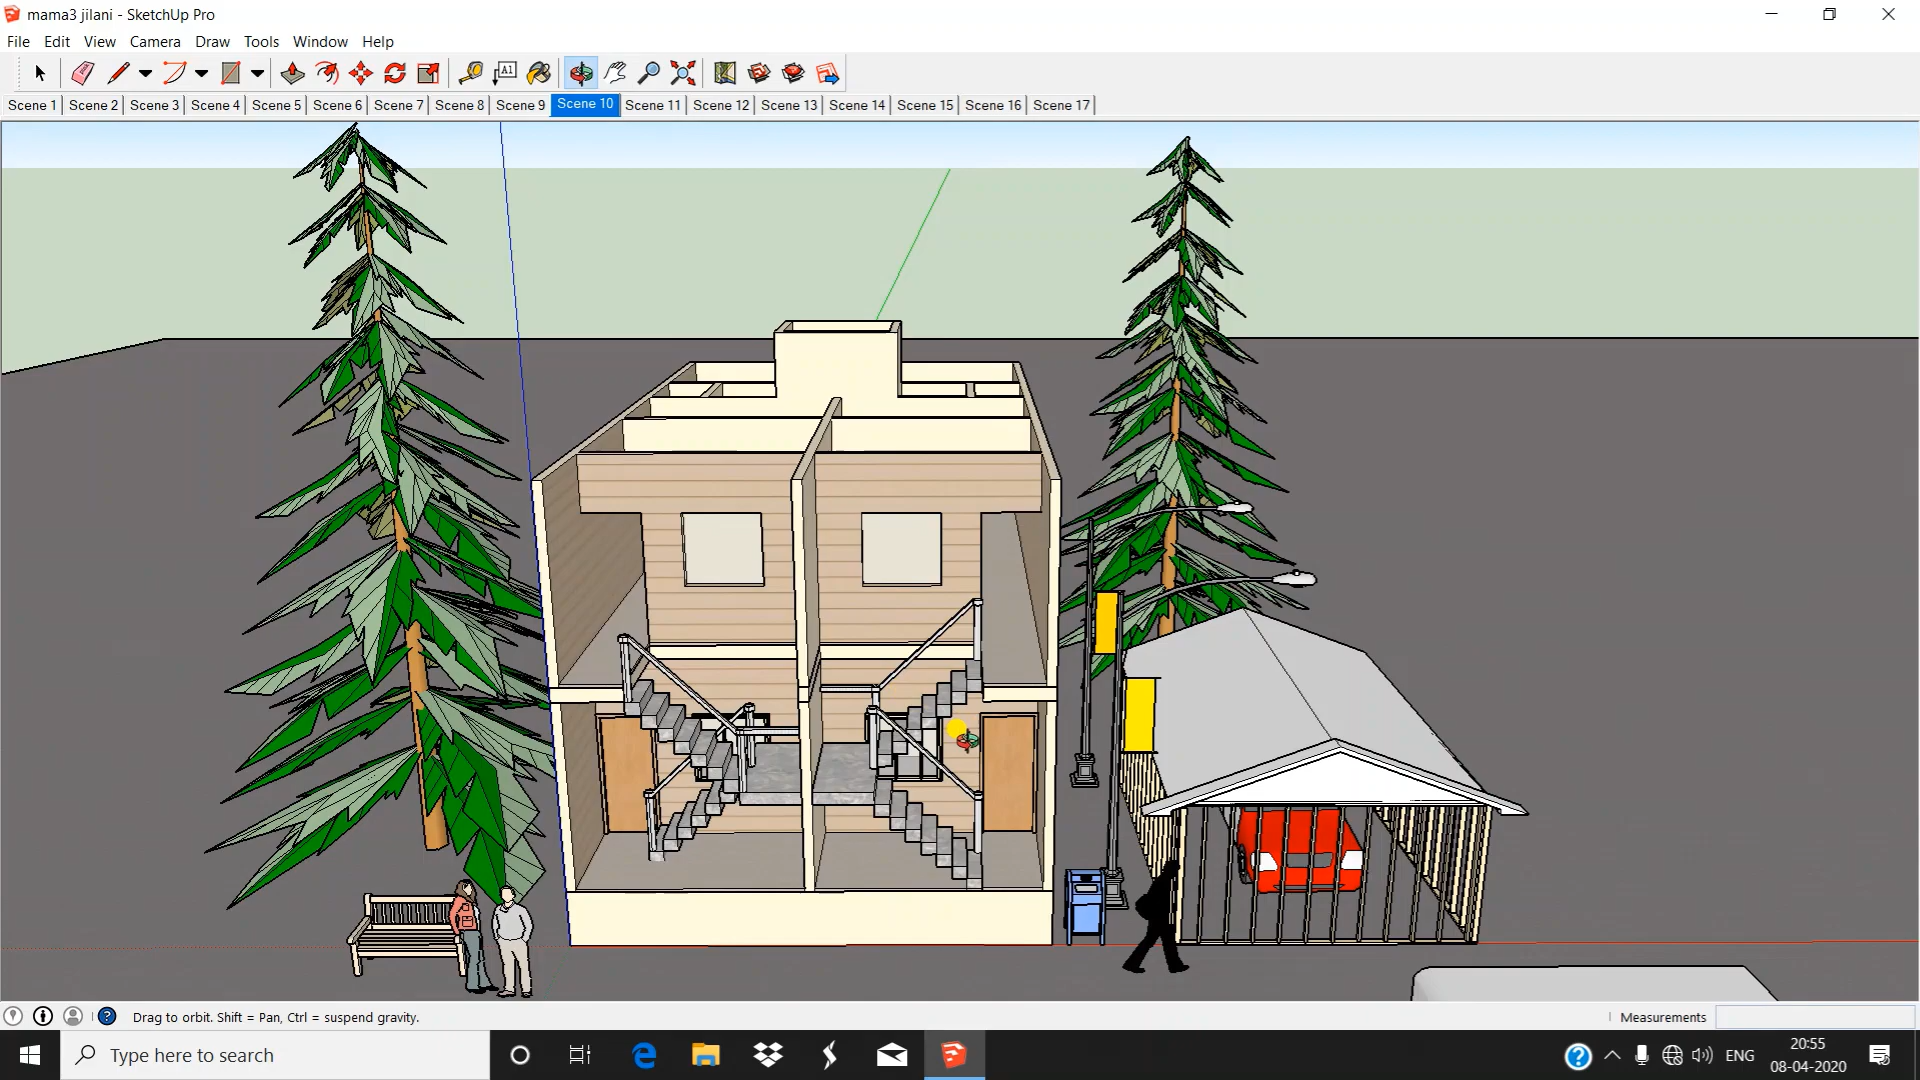 mama3 jilani - SketchUp Pro
File Edit View Camera Draw Tools Window Help
A1
Scene 1 Scene 2 Scene 3 Scene 4 Scene 5 Scene 6 Scene 7 Scene 8 Scene 9 Scene 10 Scene 11 Scene 12 Scene 13 Scene 14 Scene 15 Scene 16 Scene 17
Drag to orbit. Shift = Pan, Ctrl = suspend gravity.
Measurements
Type here to search
ENG
20:55
08-04-2020